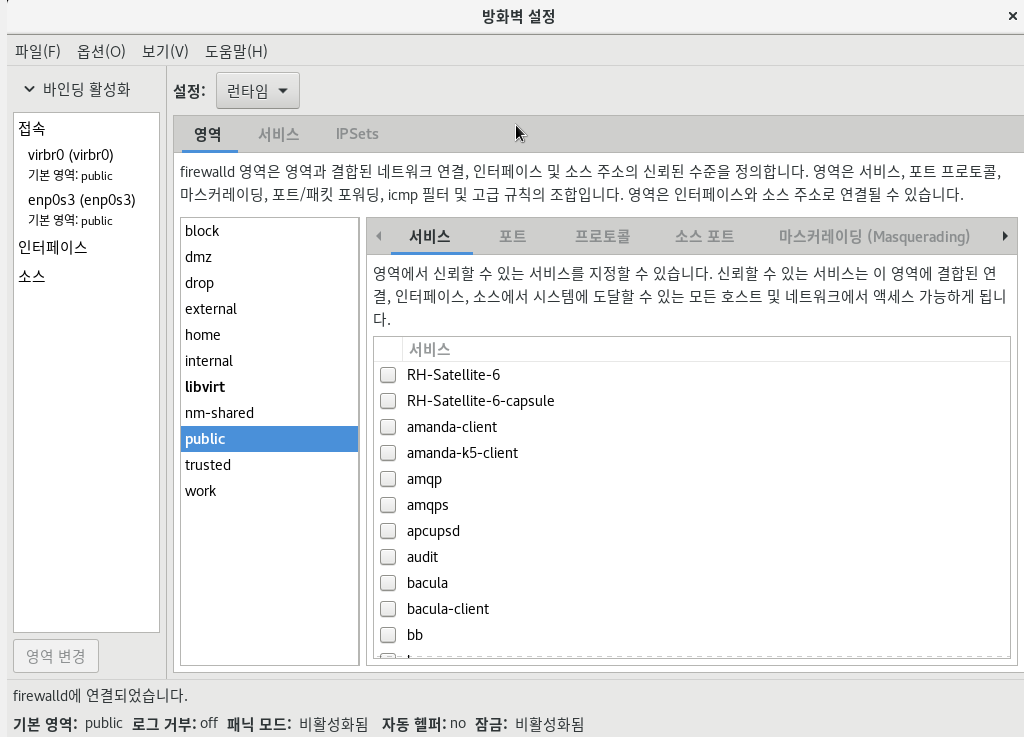 방화벽 설정
파일(F) 옵션(O) 보기(V) 도움말(H)
바인딩 활성화
접속
virbr0 (virbr0)
기본 영역: public
enp0s3 (enp0s3)
기본 영역: public
인터페이스
소스
영역 변경
설정: 런타임
영역 서비스 IPSets
firewalld 영역은 영역과 결합된 네트워크 연결, 인터페이스 및 소스 주소의 신뢰된 수준을 정의합니다. 영역은 서비스, 포트 프로토콜,
마스커레이딩, 포트/패킷 포워딩, icmp 필터 및 고급 규칙의 조합입니다. 영역은 인터페이스와 소스 주소로 연결될 수 있습니다.
block
dmz
drop
external
home
internal
libvirt
nm-shared
public
trusted
work
서비스 포트 프로토콜 소스 포트 마스커레이딩 (Masquerading)
영역에서 신뢰할 수 있는 서비스를 지정할 수 있습니다. 신뢰할 수 있는 서비스는 이 영역에 결합된 연
결, 인터페이스, 소스에서 시스템에 도달할 수 있는 모든 호스트 및 네트워크에서 액세스 가능하게 됩니
다.
서비스
RH-Satellite-6
RH-Satellite-6-capsule
amanda-client
amanda-k5-client
amqp
amqps
apcupsd
audit
bacula
bacula-client
bb
firewalld에 연결되었습니다.
기본 영역: public 로그 거부: off 패닉 모드: 비활성화됨 자동 헬퍼: no 잠금: 비활성화됨